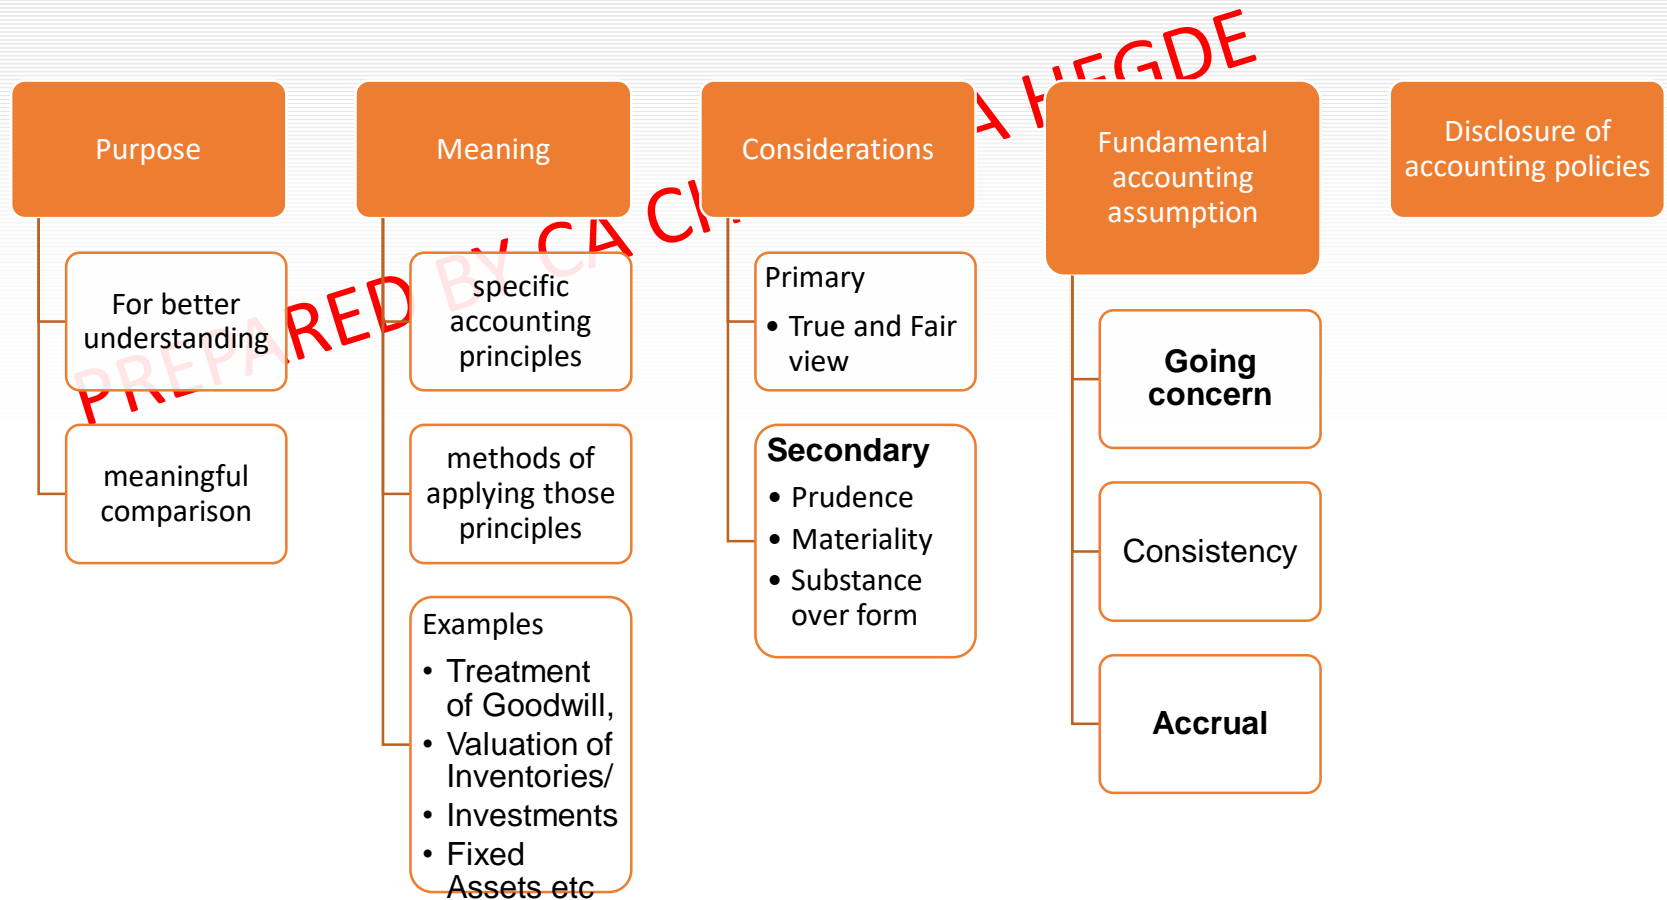 PREPARED BY CA
HEGDE
Purpose
For better
understanding
meaningful
comparison
Meaning
specific
accounting
principles
methods of
applying those
principles
Examples
• Treatment
of Goodwill,
• Valuation of
Inventories/
• Investments
• Fixed
Assets etc
Considerations
Primary
• True and Fair
view
Secondary
• Prudence
• Materiality
• Substance
over form
Fundamental
accounting
assumption
Going
concern
Consistency
Accrual
Disclosure of
accounting policies